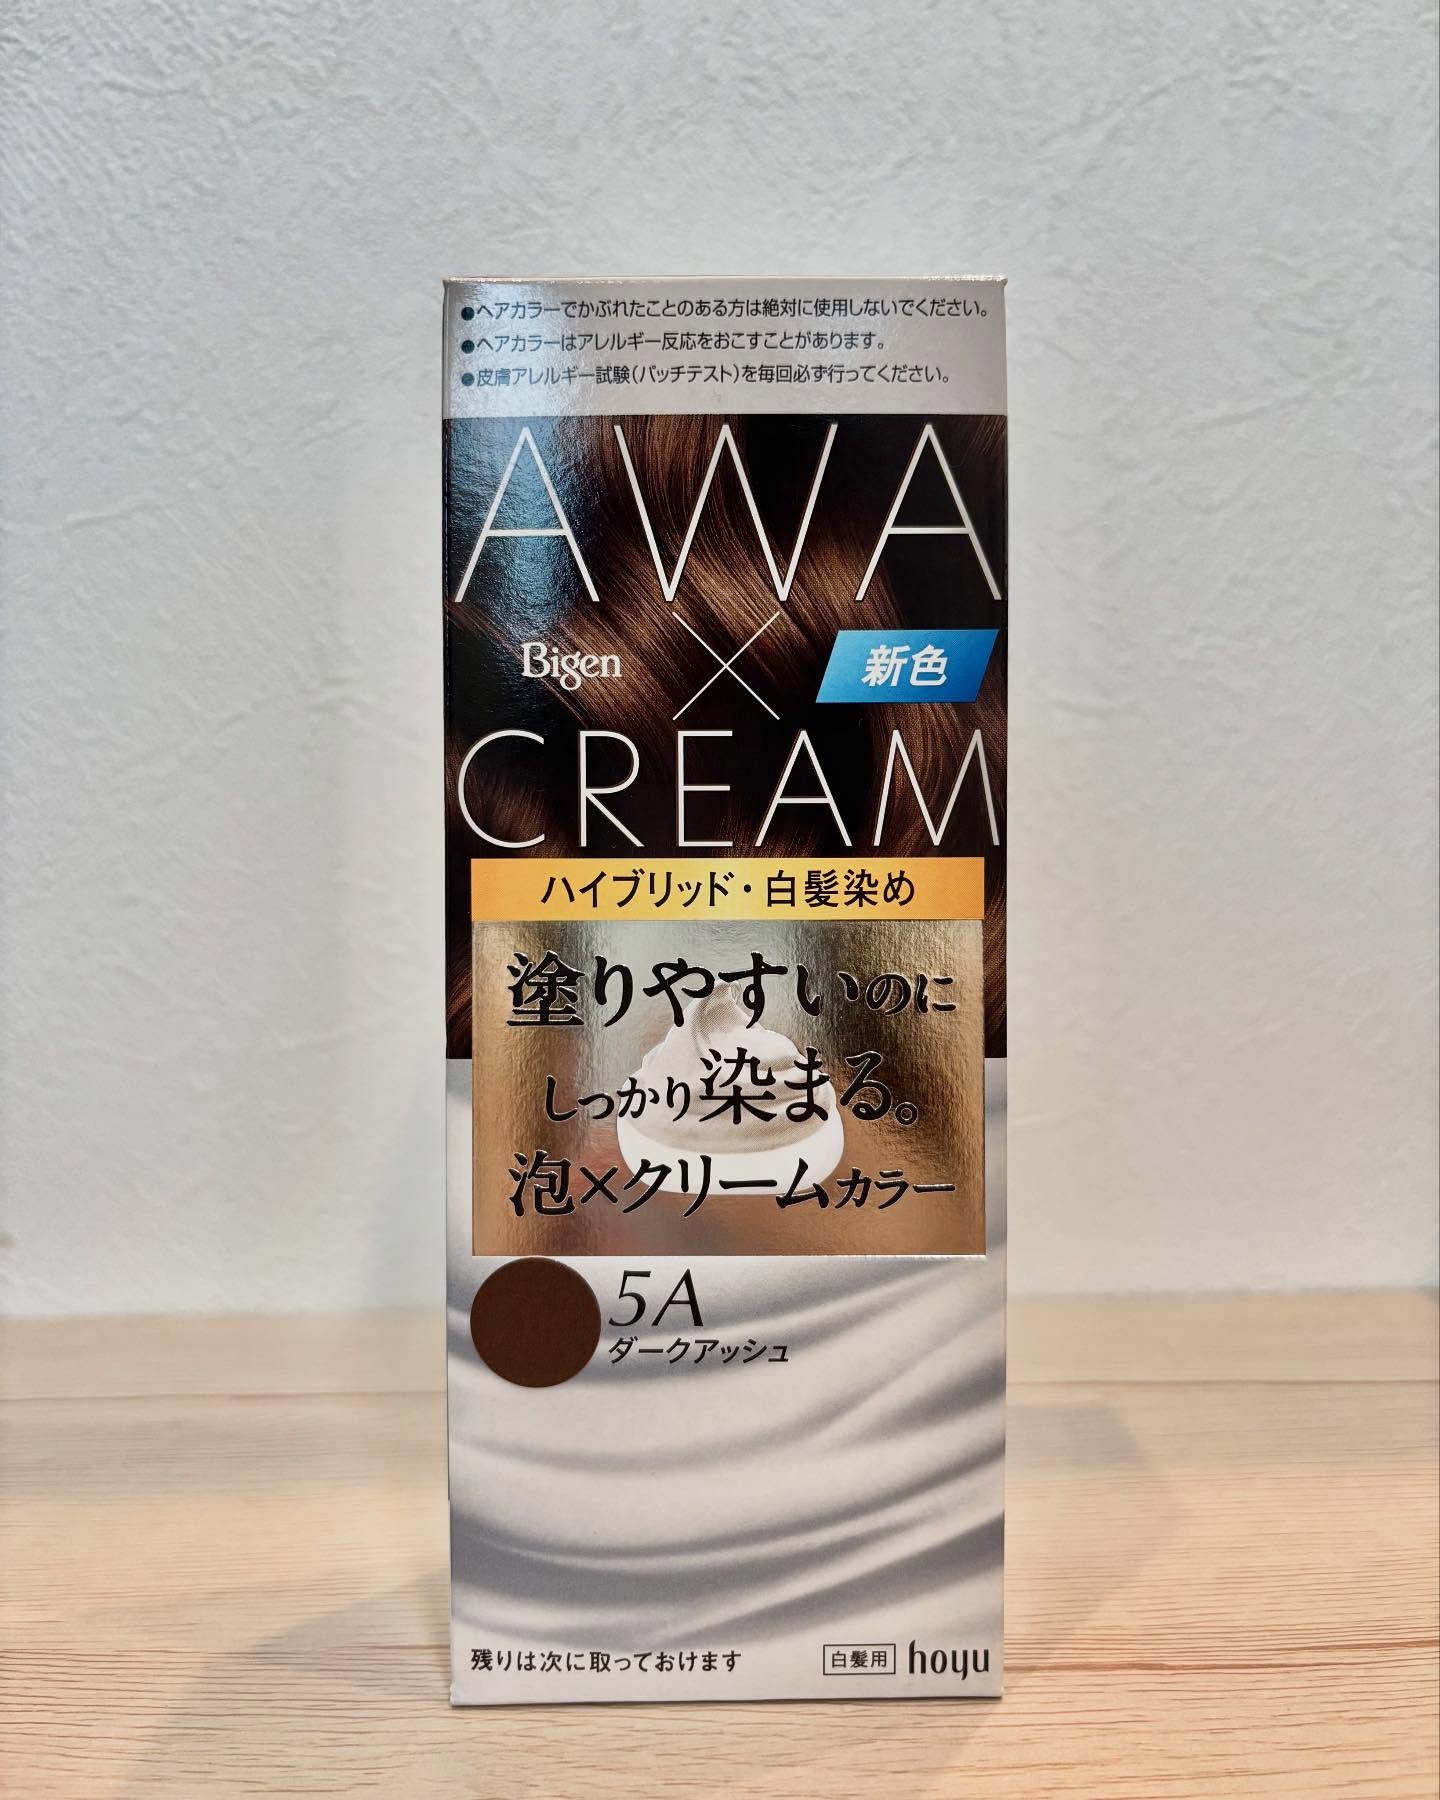 ●ヘアカラーでかぶれたことのある方は絶対に使用しないでください。
●ヘアカラーはアレルギー反応をおこすことがあります。
●皮膚アレルギー試験(パッチテスト)を毎回必ず行ってください。
AWA
Bigen × 新色
CREAM
ハイブリッド・白髪染め
塗りやすいのに
しっかり染まる。
泡×クリームカラー
5A
ダークアッシュ
残りは次に取っておけます 白髪用 hoyu